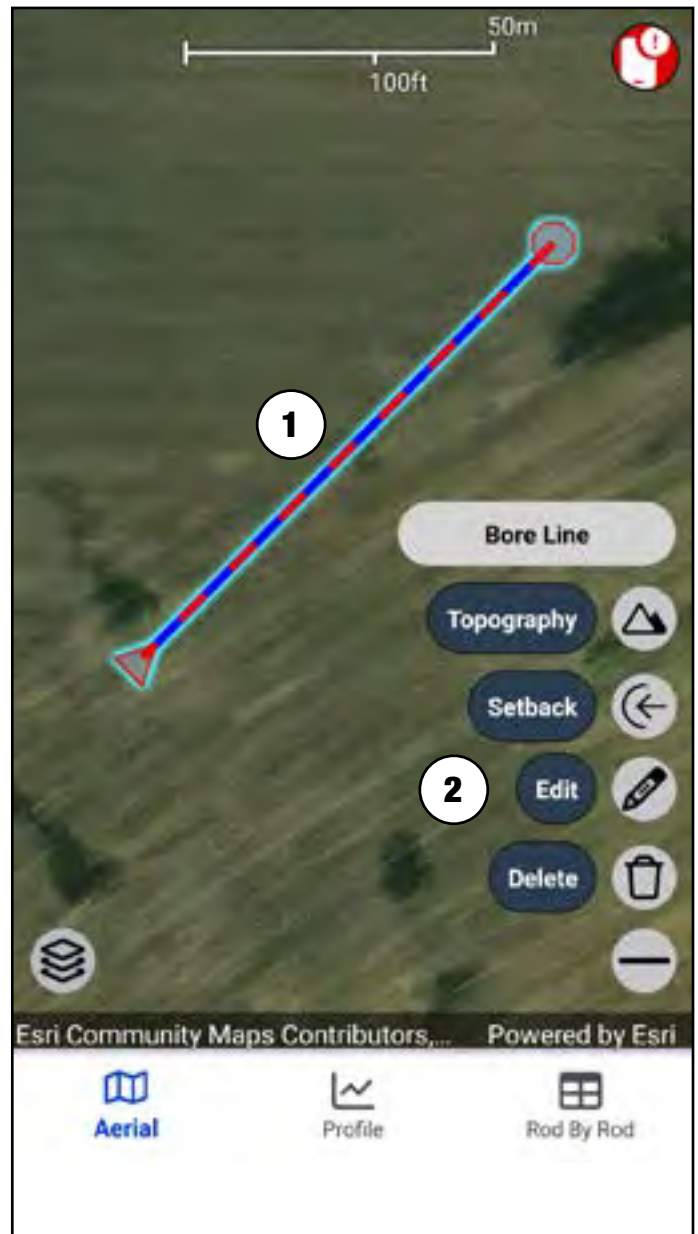 50m
100ft
1
Bore Line
Topography
Setback
2 Edit
Delete
Esri Community Maps Contributors,... Powered by Esri
Aerial Profile Rod By Rod